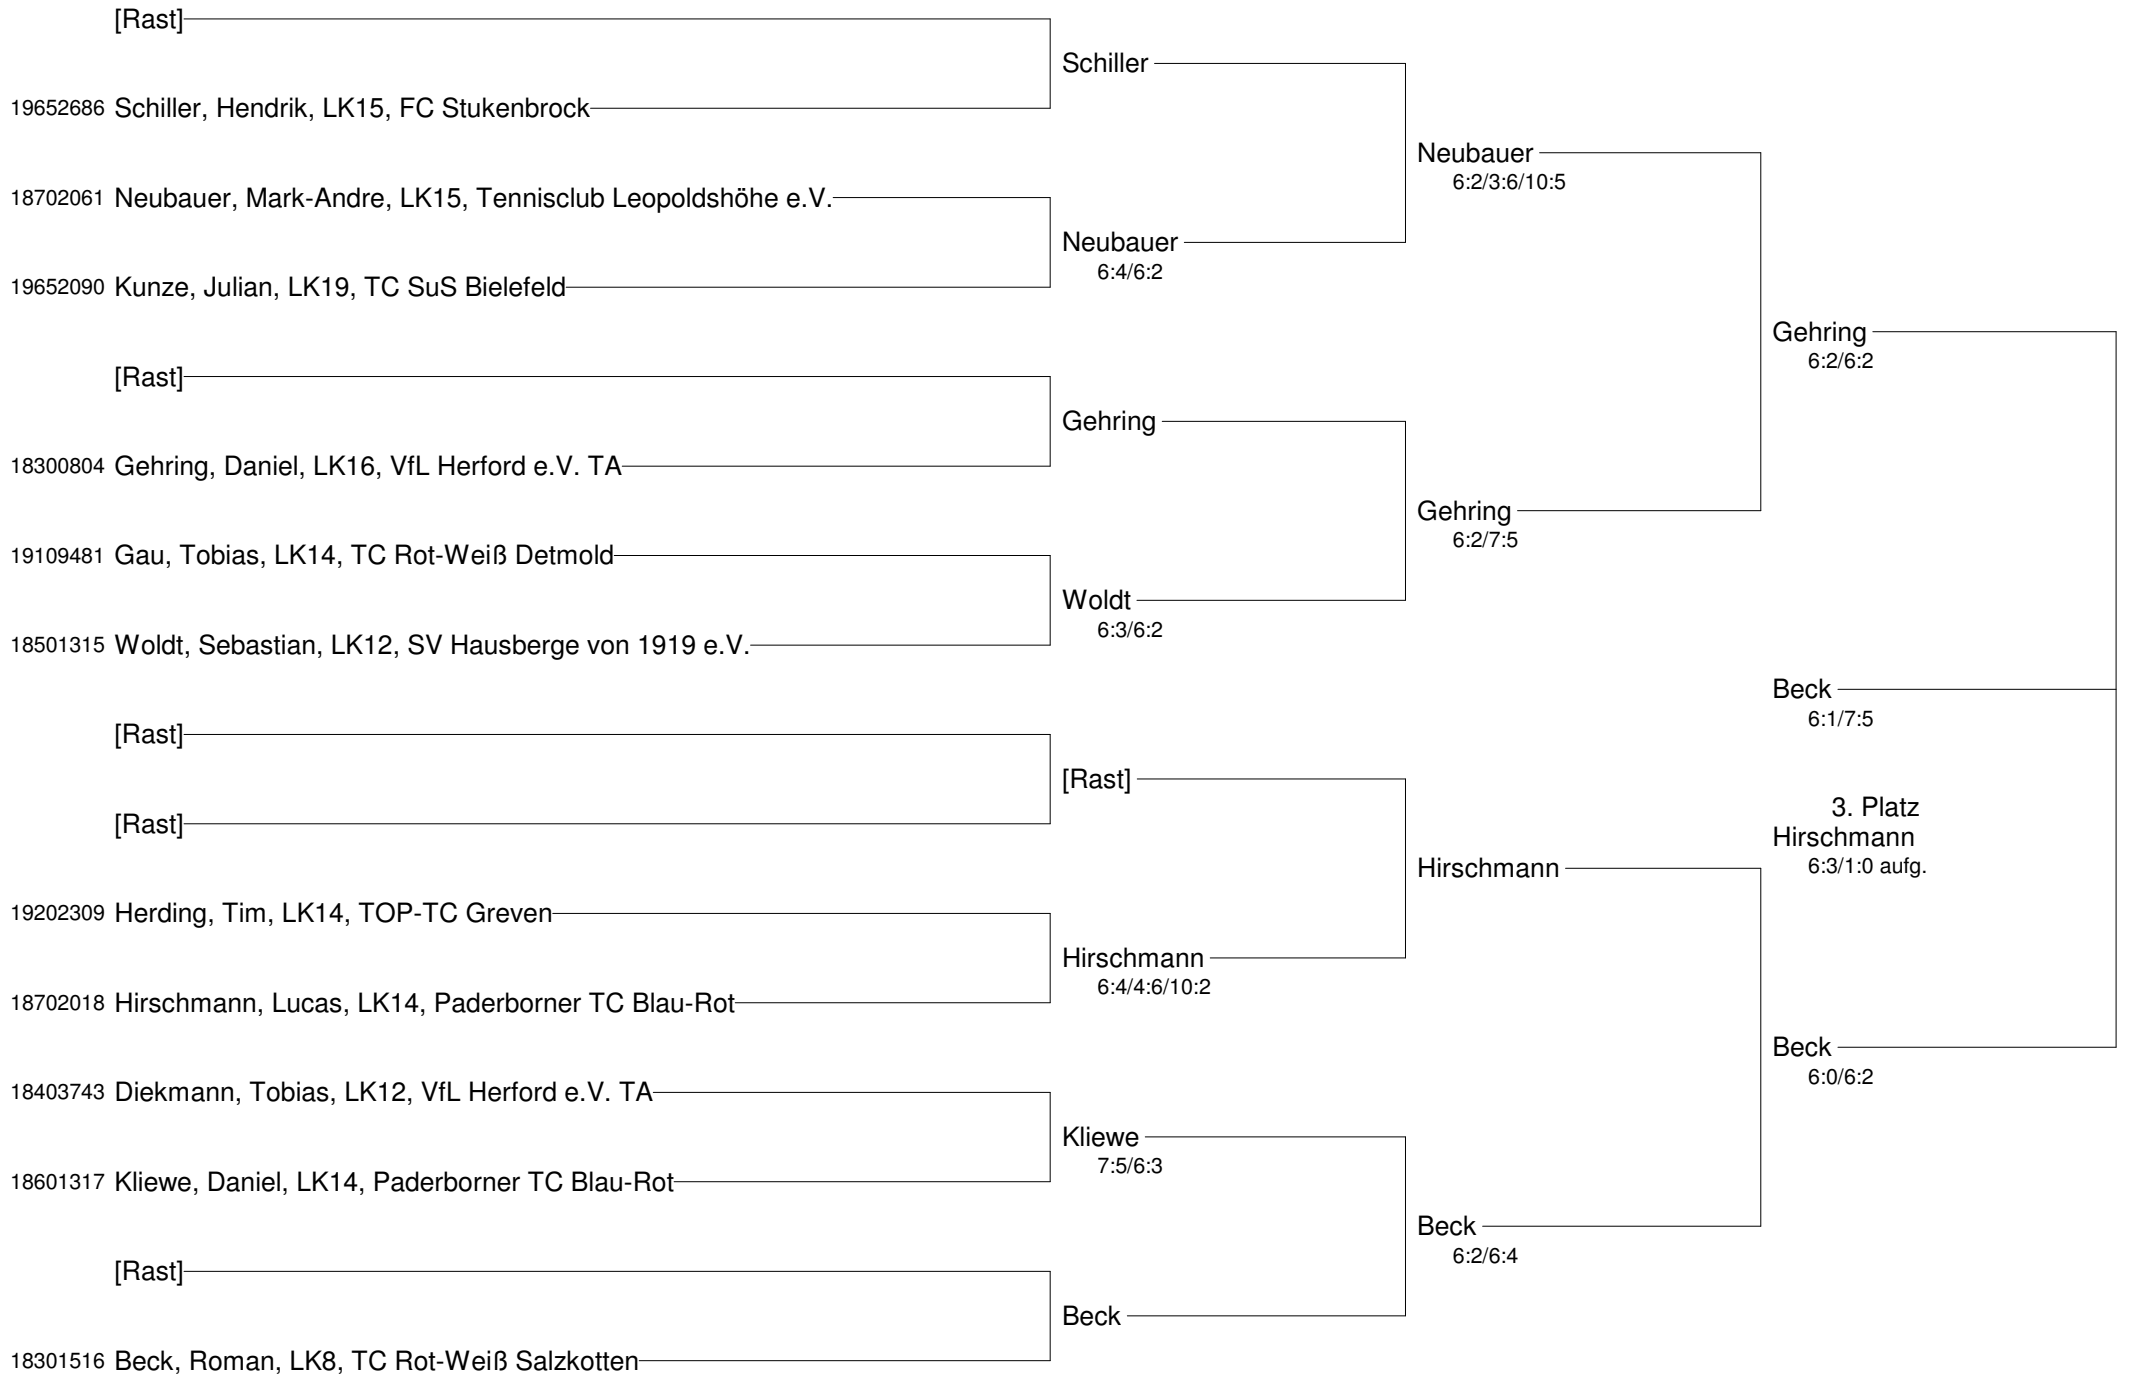 [Rast]
Schiller
19652686 Schiller, Hendrik, LK15, FC Stukenbrock
Neubauer
6:2/3:6/10:5
18702061 Neubauer, Mark-Andre, LK15, Tennisclub Leopoldshöhe e.V.
Neubauer
6:4/6:2
19652090 Kunze, Julian, LK19, TC SuS Bielefeld
Gehring
6:2/6:2
[Rast]
Gehring
18300804 Gehring, Daniel, LK16, VfL Herford e.V. TA
Gehring
6:2/7:5
19109481 Gau, Tobias, LK14, TC Rot-Weiß Detmold
Woldt
6:3/6:2
18501315 Woldt, Sebastian, LK12, SV Hausberge von 1919 e.V.
Beck
6:1/7:5
[Rast]
[Rast]
3. Platz
[Rast]
Hirschmann
6:3/1:0 aufg.
Hirschmann
19202309 Herding, Tim, LK14, TOP-TC Greven
Hirschmann
6:4/4:6/10:2
18702018 Hirschmann, Lucas, LK14, Paderborner TC Blau-Rot
Beck
6:0/6:2
18403743 Diekmann, Tobias, LK12, VfL Herford e.V. TA
Kliewe
7:5/6:3
18601317 Kliewe, Daniel, LK14, Paderborner TC Blau-Rot
Beck
6:2/6:4
[Rast]
Beck
18301516 Beck, Roman, LK8, TC Rot-Weiß Salzkotten